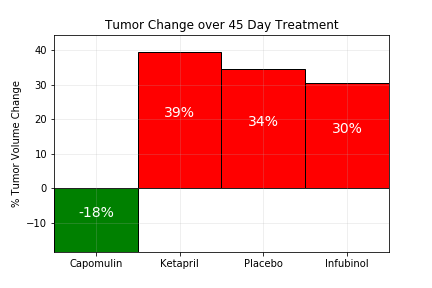 Tumor Change over 45 Day Treatment
% Tumor Volume Change
40
30
20
10
0
−10
39%
34%
30%
-18%
Capomulin
Ketapril
Placebo
Infubinol